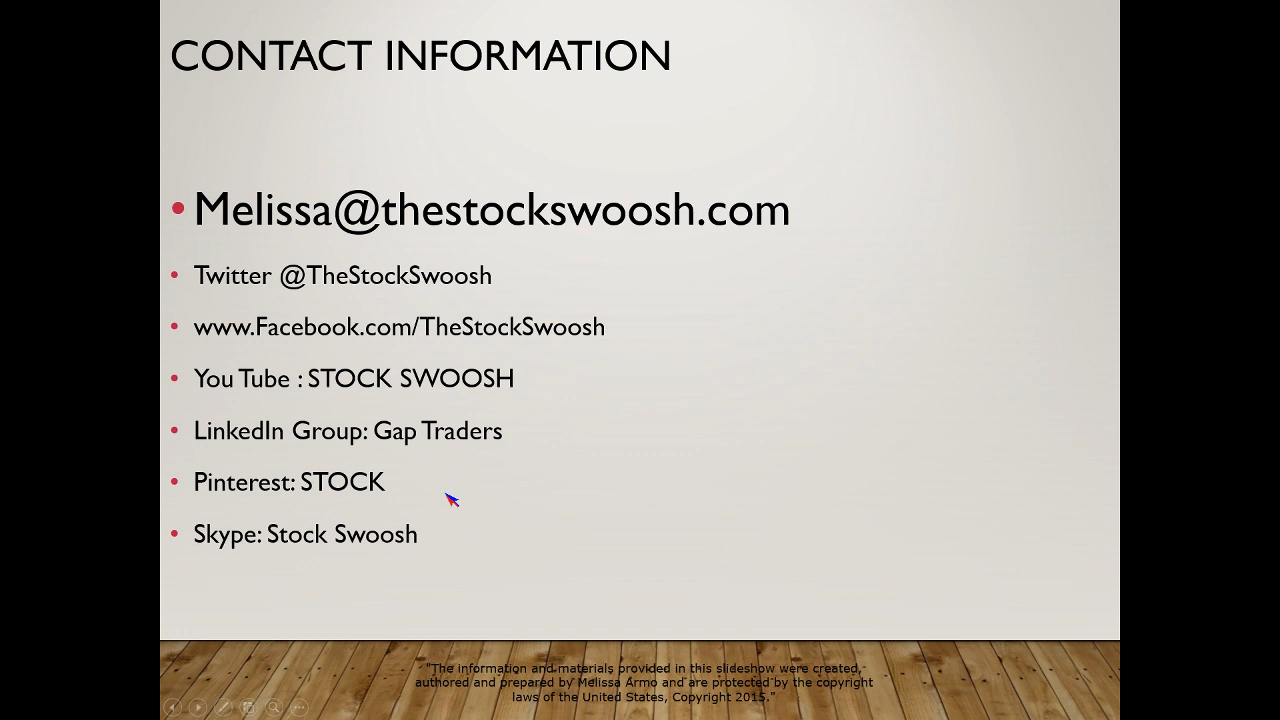 CONTACT INFORMATION
• Melissa@thestockswoosh.com
• Twitter @TheStockSwoosh
• www.Facebook.com/TheStockSwoosh
• You Tube : STOCK SWOOSH
• LinkedIn Group: Gap Traders
• Pinterest: STOCK
• Skype: Stock Swoosh
"The information and materials provided in this slideshow were created,
authored and prepared by Melissa Armo and are protected by the copyright
laws of the United States, Copyright 2015."